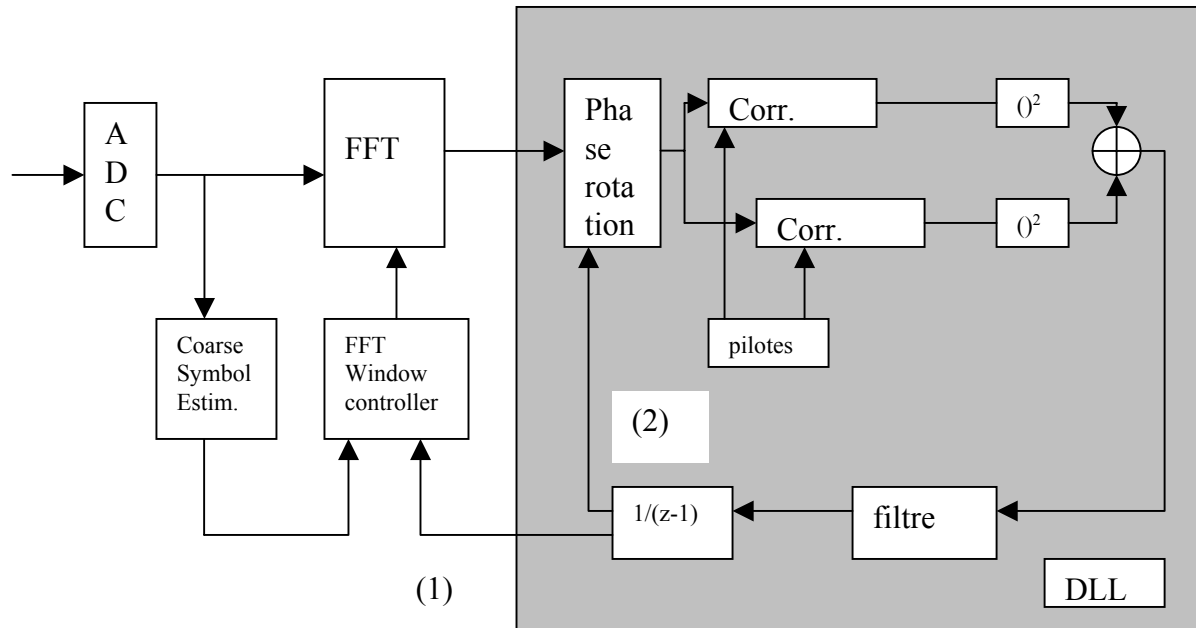 A
D
C
FFT
Pha
se
rota
tion
Corr.
()²
Corr.
()²
pilotes
Coarse
Symbol
Estim.
FFT
Window
controller
(2)
1/(z-1)
filtre
(1)
DLL